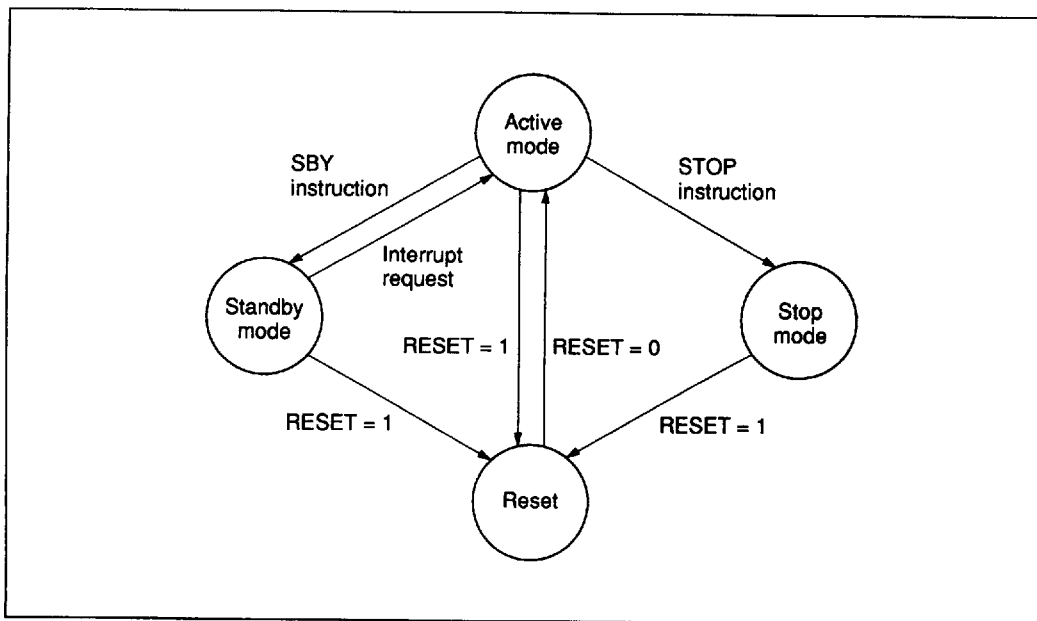 Active
mode
SBY
instruction
STOP
instruction
Interrupt
request
Standby
mode
Stop
mode
RESET = 1
RESET = 0
RESET = 1
RESET = 1
Reset